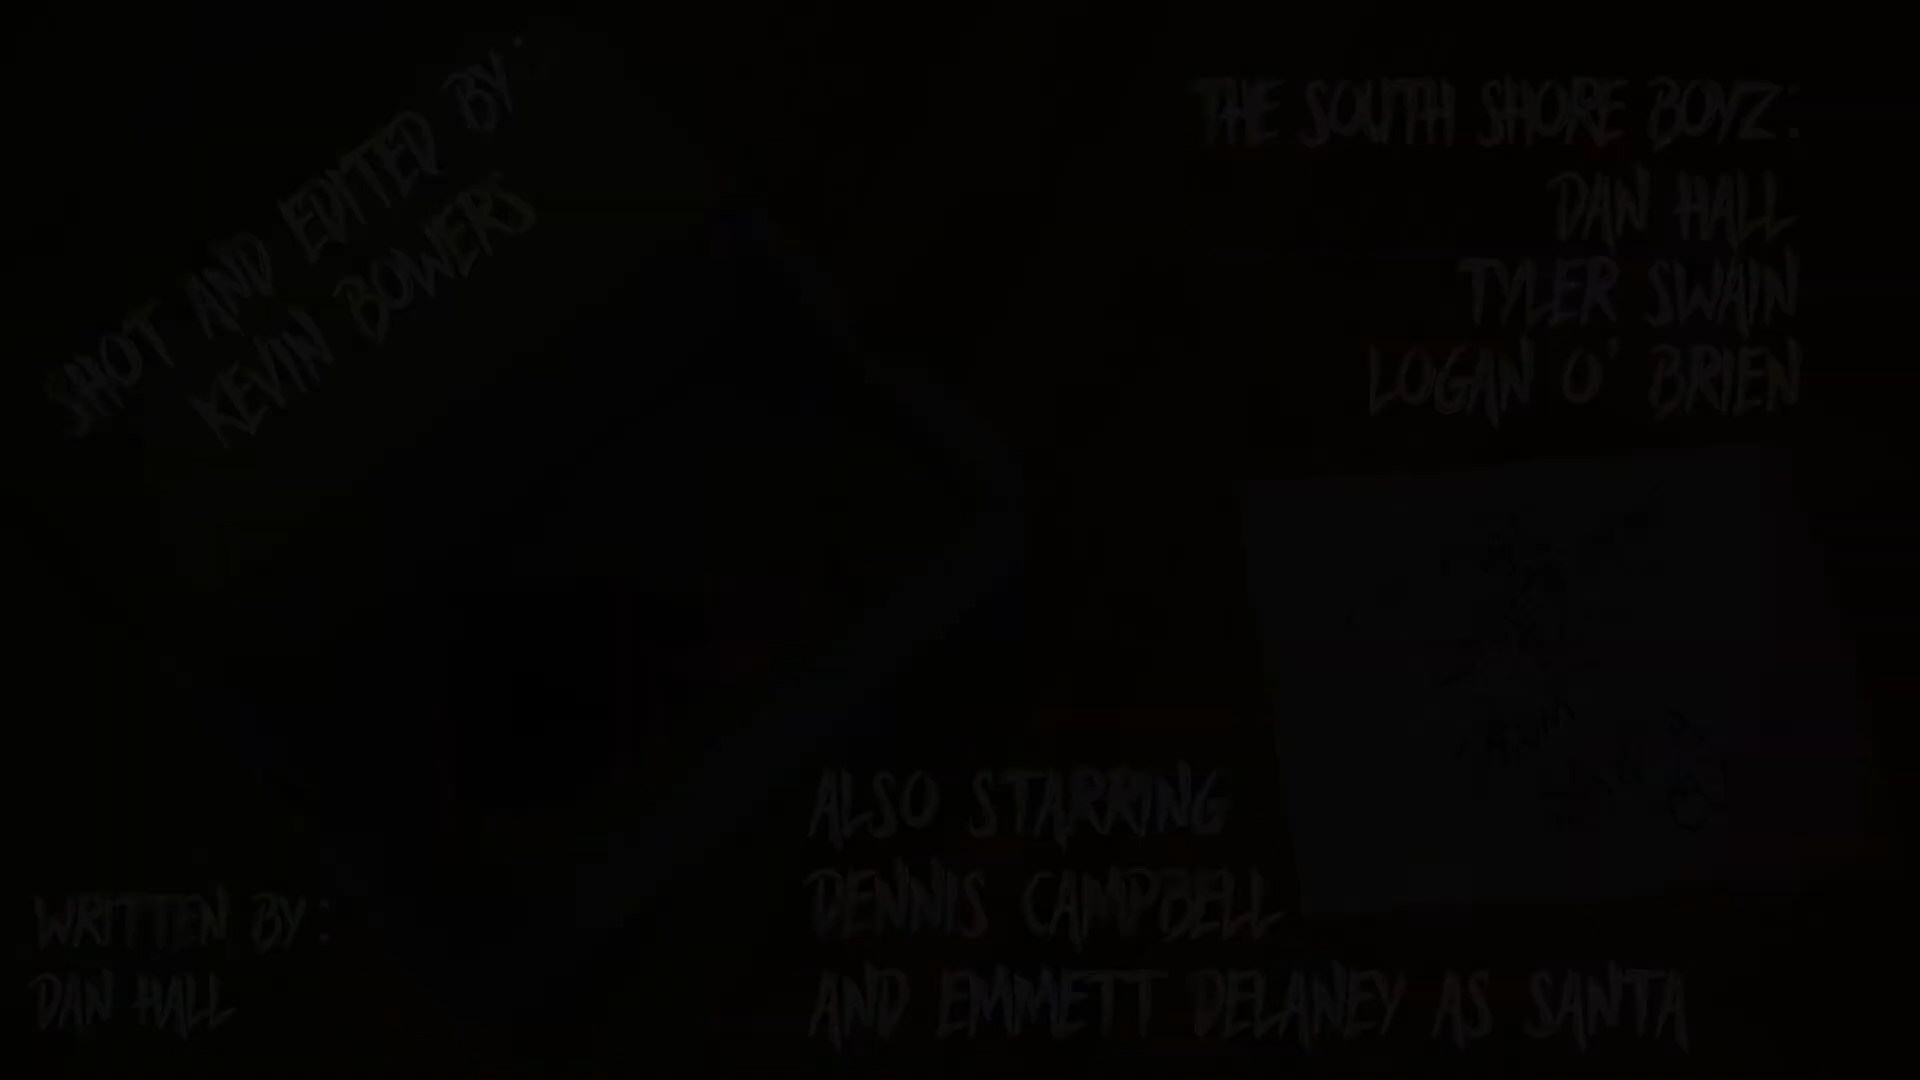 SHOT AND EDITED BY:
KEVIN BOWERS
THE SOUTH SHORE BOYZ:
DAN HALL
TYLER SWAIN
LOGAN O' BRIEN
WRITTEN BY:
DAN HALL
ALSO STARRING
DENNIS CAMPBELL
AND EMMETT DELANEY AS SANTA